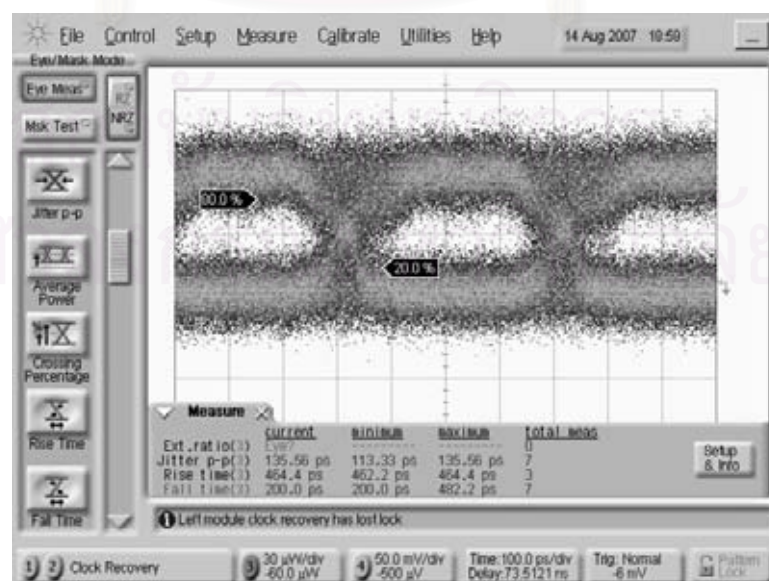 File Control Setup Measure Calibrate Utilities Help 14 Aug 2007 19:59
Eye/Mask Mode
Eye Meas
Msk Test
RZ
NRZ
Jitter p-p
Average
Power
Crossing
Percentage
Rise Time
Fall Time
80.0 %
20.0 %
Measure
current minimum maximum total meas
Ext.ratio(3) Eye? --------- --------- 0
Jitter p-p(3) 135.56 ps 113.33 ps 135.56 ps 7
Rise time(3) 464.4 ps 462.2 ps 464.4 ps 3
Fall time(3) 200.0 ps 200.0 ps 482.2 ps 7
Setup
& Info
Left module clock recovery has lost lock
1) 2) Clock Recovery
3) 30 µW/div
-60.0 µW
4) 50.0 mV/div
-500 µV
Time:100.0 ps/div
Delay:73.5121 ns
Trig: Normal
-6 mV
Pattern
Lock